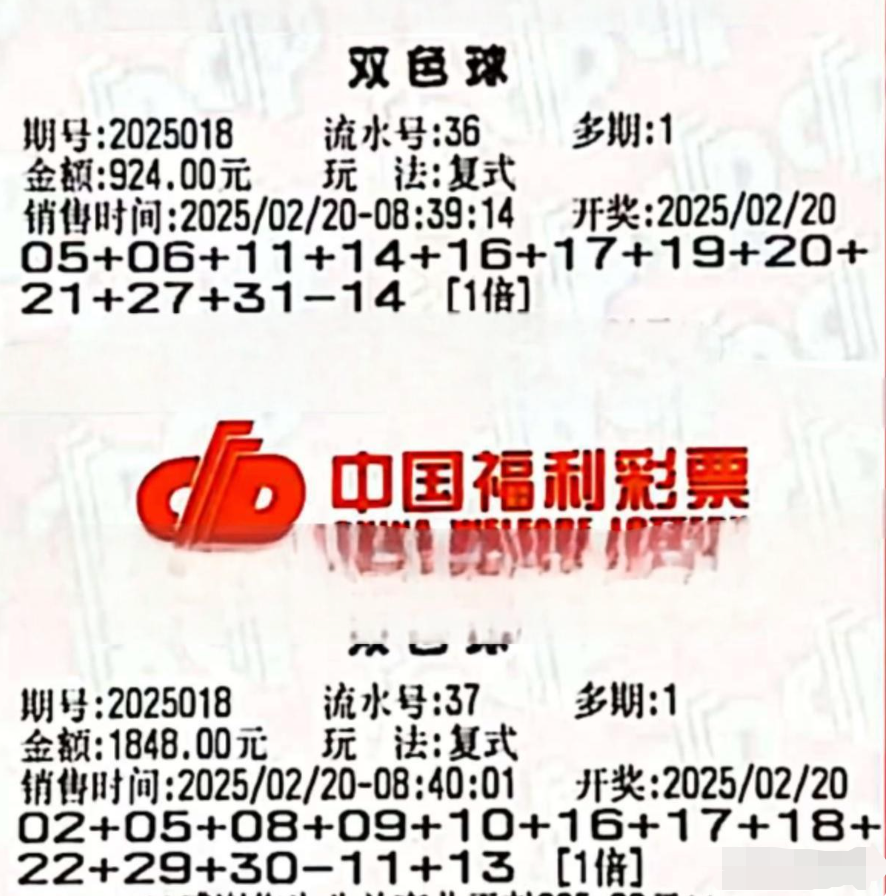 双色球
期号:2025018 流水号:36 多期:1
金额:924.00元 玩 法:复式
销售时间:2025/02/20-08:39:14 开奖:2025/02/20
05+06+11+14+16+17+19+20+
21+27+31-14 [1倍]
中国福利彩票
期号:2025018 流水号:37 多期:1
金额:1848.00元 玩 法:复式
销售时间:2025/02/20-08:40:01 开奖:2025/02/20
02+05+08+09+10+16+17+18+
22+29+30-11+13 [1倍]